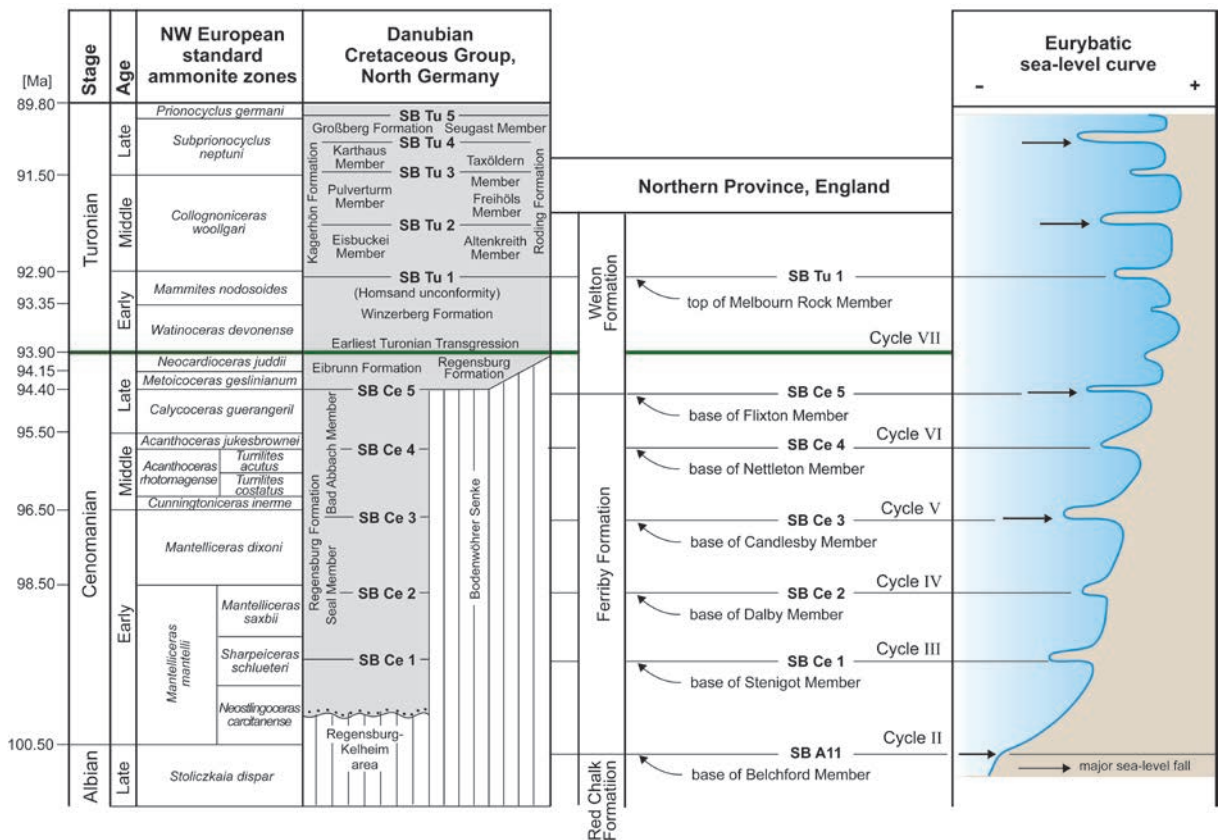 [Ma]
Stage
Age
NW European
standard
ammonite zones
Danubian
Cretaceous Group,
North Germany
Eurybatic
sea-level curve
–
+
89.80
91.50
92.90
93.35
93.90
94.15
94.40
95.50
96.50
98.50
100.50
Turonian
Cenomanian
Albian
Late
Middle
Early
Late
Middle
Early
Late
Prionocyclus germani
Subprionocyclus
neptuni
Collognoniceras
woollgari
Mammites nodosoides
Watinoceras devonense
Neocardioceras juddii
Metoicoceras geslinianum
Calycoceras guerangeril
Acanthoceras jukesbrownei
Acanthoceras
rhotomagense
Turrilites
acutus
Turrilites
costatus
Cunningtoniceras inerme
Mantelliceras dixoni
Mantelliceras
mantelli
Mantelliceras
saxbii
Sharpeiceras
schlueteri
Neostlingoceras
carcitanense
Stoliczkaia dispar
SB Tu 5
Großberg Formation
Seugast Member
SB Tu 4
Karthaus
Member
Taxöldern
Member
SB Tu 3
Pulverturm
Member
Freihöls
Member
SB Tu 2
Eisbuckei
Member
Altenkreith
Member
Kagerhön Formation
Roding Formation
SB Tu 1
(Homsand unconformity)
Winzerberg Formation
Earliest Turonian Transgression
Eibrunn Formation
Regensburg
Formation
SB Ce 5
Bad Abbach Member
SB Ce 4
SB Ce 3
Regensburg Formation
Seal Member
SB Ce 2
SB Ce 1
Bodenwöhrer Senke
Regensburg-
Kelheim
area
Northern Province, England
Welton
Formation
Ferriby Formation
Red Chalk
Formatiion
SB Tu 1
top of Melbourn Rock Member
Cycle VII
SB Ce 5
base of Flixton Member
Cycle VI
SB Ce 4
base of Nettleton Member
Cycle V
SB Ce 3
base of Candlesby Member
Cycle IV
SB Ce 2
base of Dalby Member
Cycle III
SB Ce 1
base of Stenigot Member
Cycle II
SB A11
base of Belchford Member
major sea-level fall